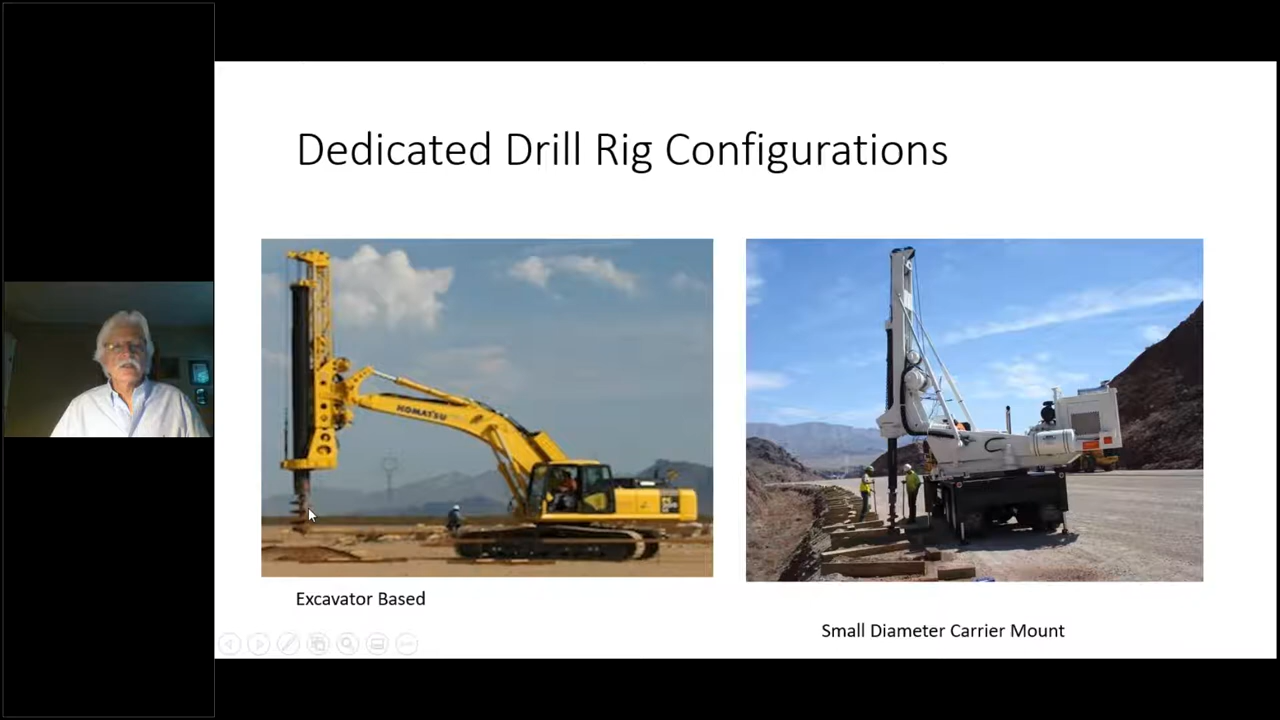 Dedicated Drill Rig Configurations
KOMATSU
Excavator Based
Small Diameter Carrier Mount